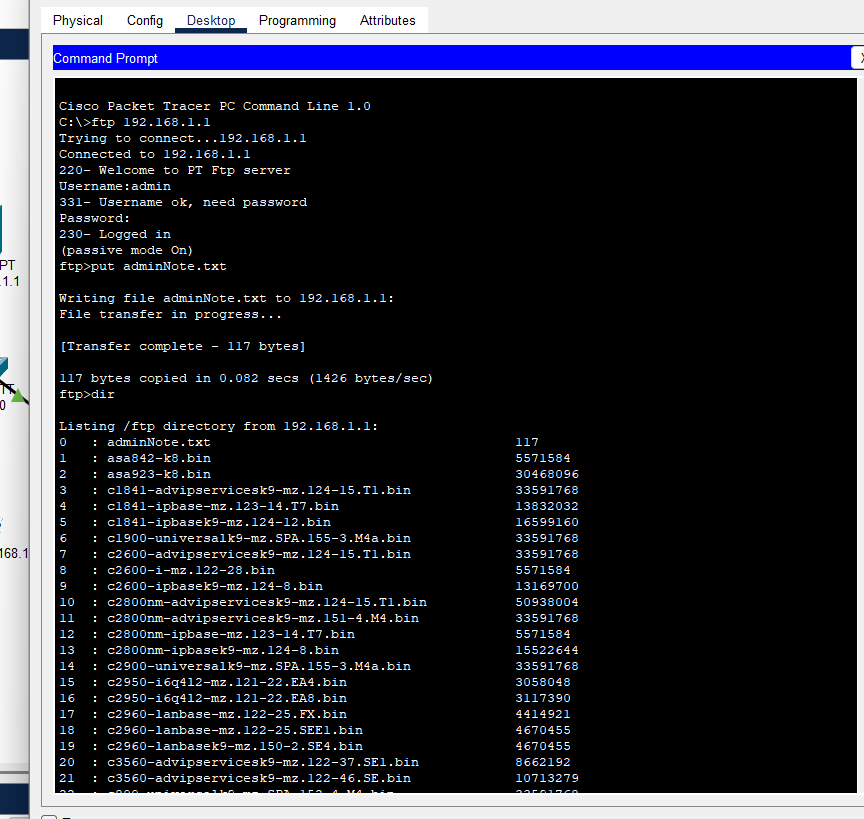 Physical Config Desktop Programming Attributes
Command Prompt
X
Cisco Packet Tracer PC Command Line 1.0
C:\>ftp 192.168.1.1
Trying to connect...192.168.1.1
Connected to 192.168.1.1
220- Welcome to PT Ftp server
Username:admin
331- Username ok, need password
Password:
230- Logged in
(passive mode On)
ftp>put adminNote.txt
Writing file adminNote.txt to 192.168.1.1:
File transfer in progress...
[Transfer complete - 117 bytes]
117 bytes copied in 0.082 secs (1426 bytes/sec)
ftp>dir
Listing /ftp directory from 192.168.1.1:
0 : adminNote.txt 117
1 : asa842-k8.bin 5571584
2 : asa923-k8.bin 30468096
3 : c1841-advipservicesk9-mz.124-15.T1.bin 33591768
4 : c1841-ipbase-mz.123-14.T7.bin 13832032
5 : c1841-ipbasek9-mz.124-12.bin 16599160
6 : c1900-universalk9-mz.SPA.155-3.M4a.bin 33591768
7 : c2600-advipservicesk9-mz.124-15.T1.bin 33591768
8 : c2600-i-mz.122-28.bin 5571584
9 : c2600-ipbasek9-mz.124-8.bin 13169700
10 : c2800nm-advipservicesk9-mz.124-15.T1.bin 50938004
11 : c2800nm-advipservicesk9-mz.151-4.M4.bin 33591768
12 : c2800nm-ipbase-mz.123-14.T7.bin 5571584
13 : c2800nm-ipbasek9-mz.124-8.bin 15522644
14 : c2900-universalk9-mz.SPA.155-3.M4a.bin 33591768
15 : c2950-i6q4l2-mz.121-22.EA4.bin 3058048
16 : c2950-i6q4l2-mz.121-22.EA8.bin 3117390
17 : c2960-lanbase-mz.122-25.FX.bin 4414921
18 : c2960-lanbase-mz.122-25.SEE1.bin 4670455
19 : c2960-lanbasek9-mz.150-2.SE4.bin 4670455
20 : c3560-advipservicesk9-mz.122-37.SE1.bin 8662192
21 : c3560-advipservicesk9-mz.122-46.SE.bin 10713279
PT
.1.1
0
168.1